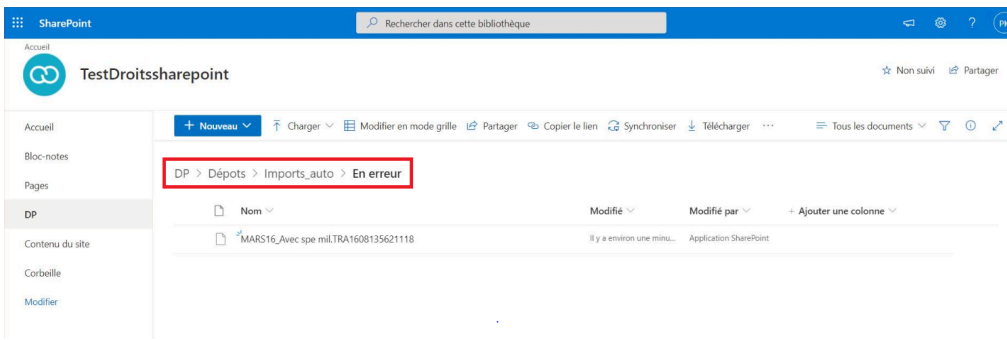 SharePoint
Rechercher dans cette bibliothèque
?
Accueil
TestDroitssharepoint
Non suivi
Partager
Accueil
Bloc-notes
Pages
DP
Contenu du site
Corbeille
Modifier
+ Nouveau
Charger
Modifier en mode grille
Partager
Copier le lien
Synchroniser
Télécharger
...
Tous les documents
DP > Dépots > Imports_auto > En erreur
Nom Modifié Modifié par + Ajouter une colonne
MARS16_Avec spe mil.TRA1608135621118 Il y a environ une minu... Application SharePoint